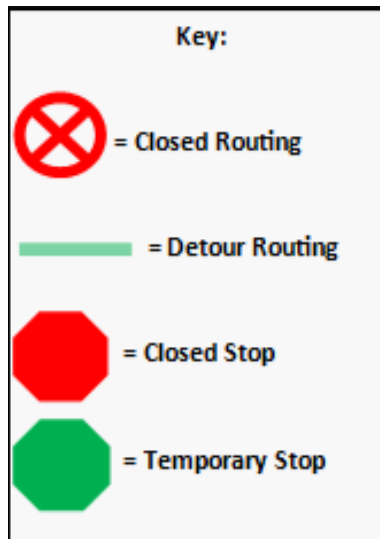 Key:
= Closed Routing
= Detour Routing
= Closed Stop
= Temporary Stop